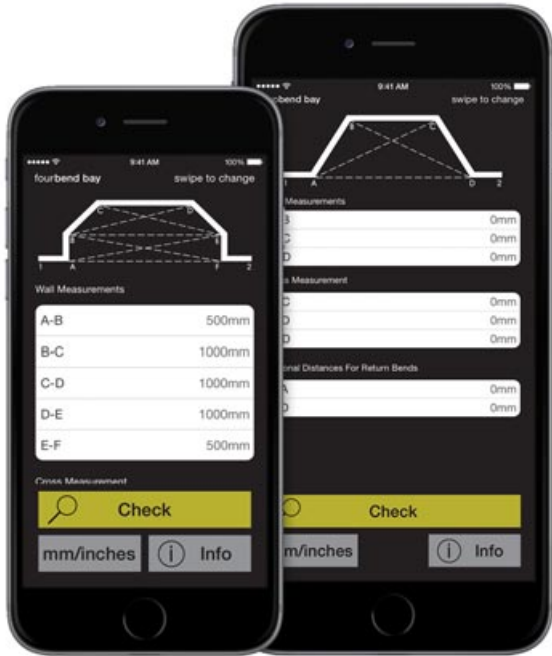 9:41 AM 100%
fourbend bay swipe to change
C D
B E
1 A F 2
Wall Measurements
A-B 500mm
B-C 1000mm
C-D 1000mm
D-E 1000mm
E-F 500mm
Cross Measurement
Check
mm/inches i Info
9:41 AM 100%
bend bay swipe to change
B C
1 A D 2
Measurements
0mm
C 0mm
D 0mm
Measurement
C 0mm
D 0mm
D 0mm
Distances For Return Bends
0mm
0mm
Check
m/inches i Info